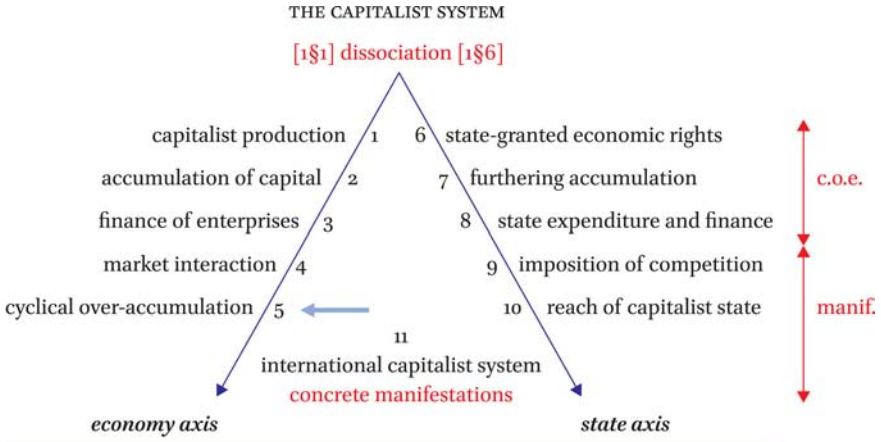 THE CAPITALIST SYSTEM
[1§1] dissociation [1§6]
capitalist production 1 6 state-granted economic rights
accumulation of capital 2 7 furthering accumulation
c.o.e.
finance of enterprises 3 8 state expenditure and finance
market interaction 4 9 imposition of competition
cyclical over-accumulation 5 10 reach of capitalist state
manif.
11
international capitalist system
concrete manifestations
economy axis state axis